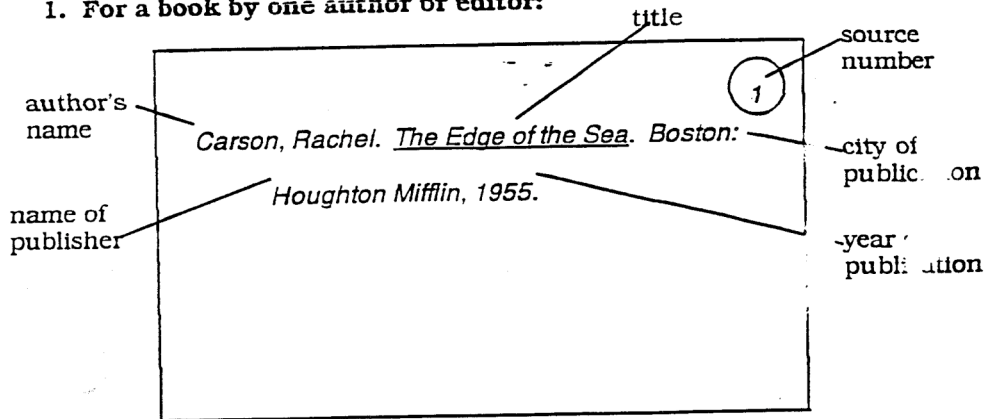 1. For a book by one author or editor:
title
source
number
1
author's
name
Carson, Rachel. The Edge of the Sea. Boston:
city of
Houghton Mifflin, 1955.
name of
publisher
year